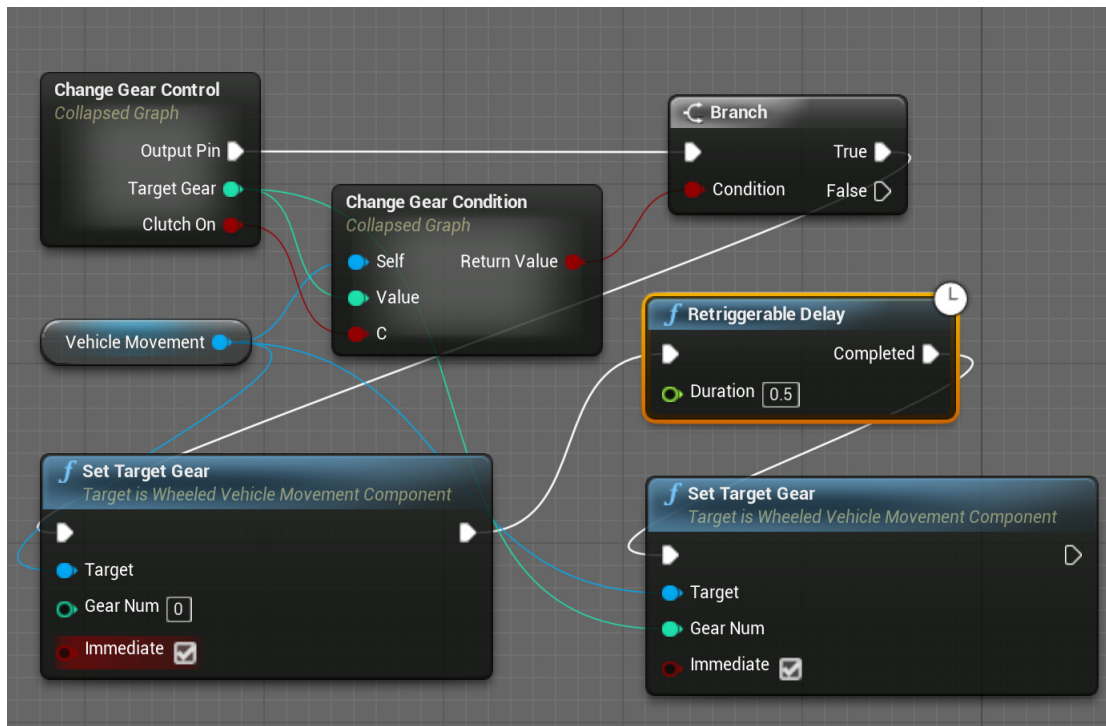 Change Gear Control
Collapsed Graph
Output Pin
Target Gear
Clutch On
Branch
True
Condition
False
Change Gear Condition
Collapsed Graph
Self
Return Value
Value
C
Vehicle Movement
f Retriggerable Delay
Completed
Duration 0.5
f Set Target Gear
Target is Wheeled Vehicle Movement Component
Target
Gear Num 0
Immediate
f Set Target Gear
Target is Wheeled Vehicle Movement Component
Target
Gear Num
Immediate